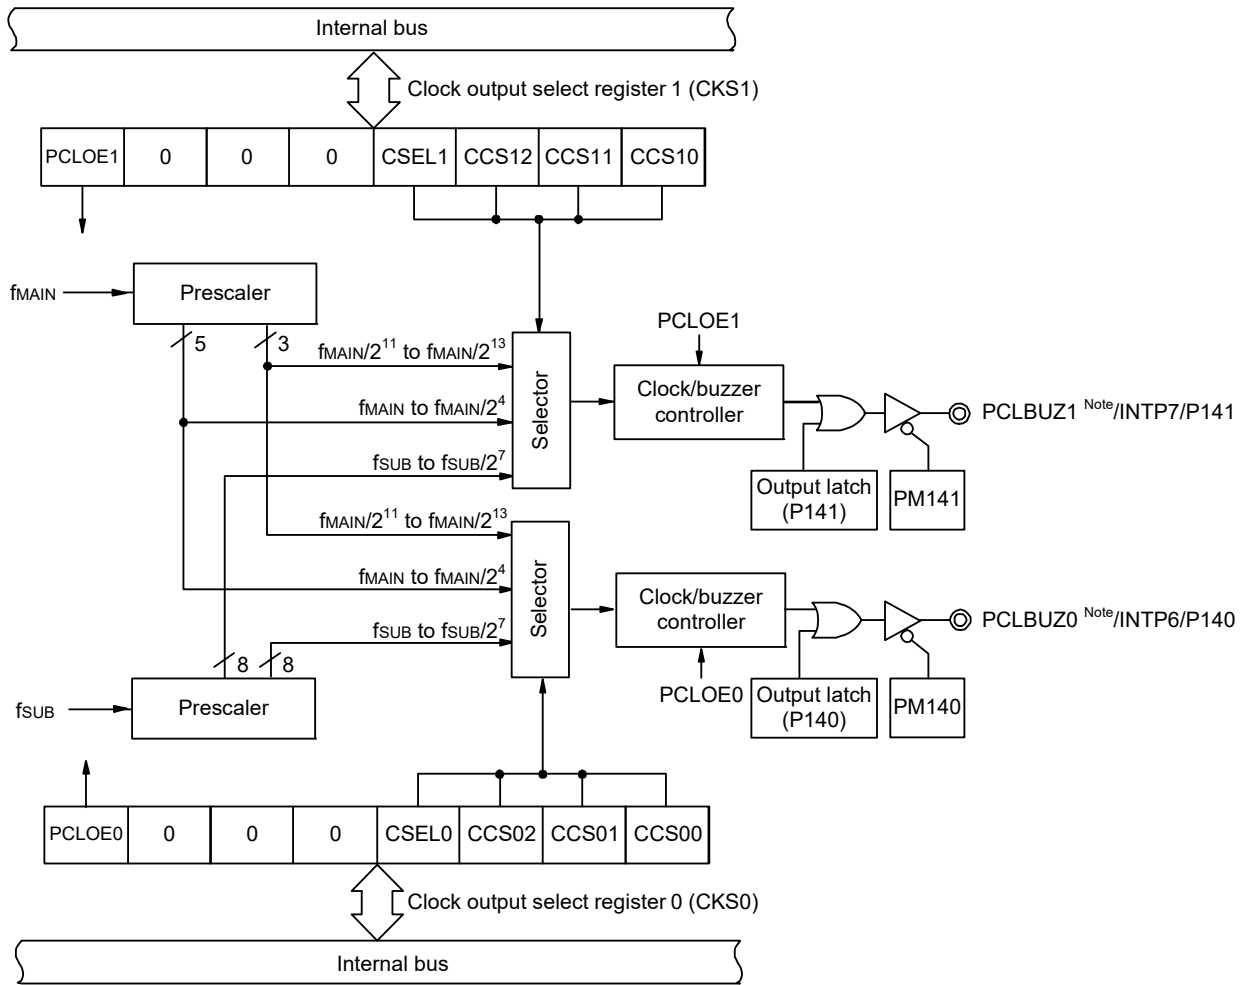 Internal bus
Clock output select register 1 (CKS1)
PCLOE1 0 0 0 CSEL1 CCS12 CCS11 CCS10
fMAIN
Prescaler
5 3
PCLOE1
fMAIN/2^11 to fMAIN/2^13
fMAIN to fMAIN/2^4
fSUB to fSUB/2^7
Selector
Clock/buzzer
controller
PCLBUZ1 Note/INTP7/P141
Output latch
(P141)
PM141
fMAIN/2^11 to fMAIN/2^13
fMAIN to fMAIN/2^4
fSUB to fSUB/2^7
Selector
Clock/buzzer
controller
PCLBUZ0 Note/INTP6/P140
8 8
PCLOE0
Output latch
(P140)
PM140
fSUB
Prescaler
PCLOE0 0 0 0 CSEL0 CCS02 CCS01 CCS00
Clock output select register 0 (CKS0)
Internal bus